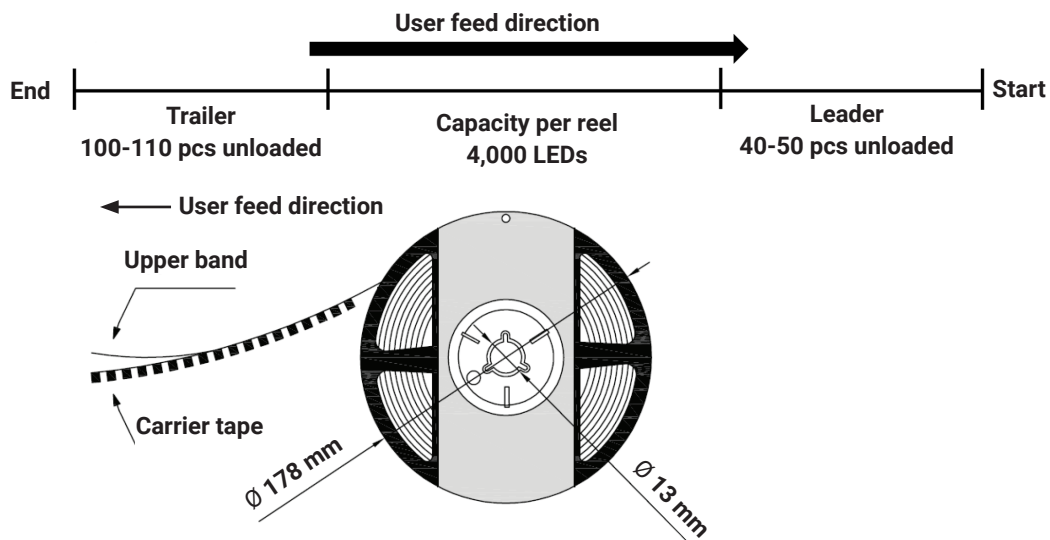 User feed direction
End
Start
Trailer
100-110 pcs unloaded
Capacity per reel
4,000 LEDs
Leader
40-50 pcs unloaded
User feed direction
Upper band
Carrier tape
Ø 178 mm
Ø 13 mm